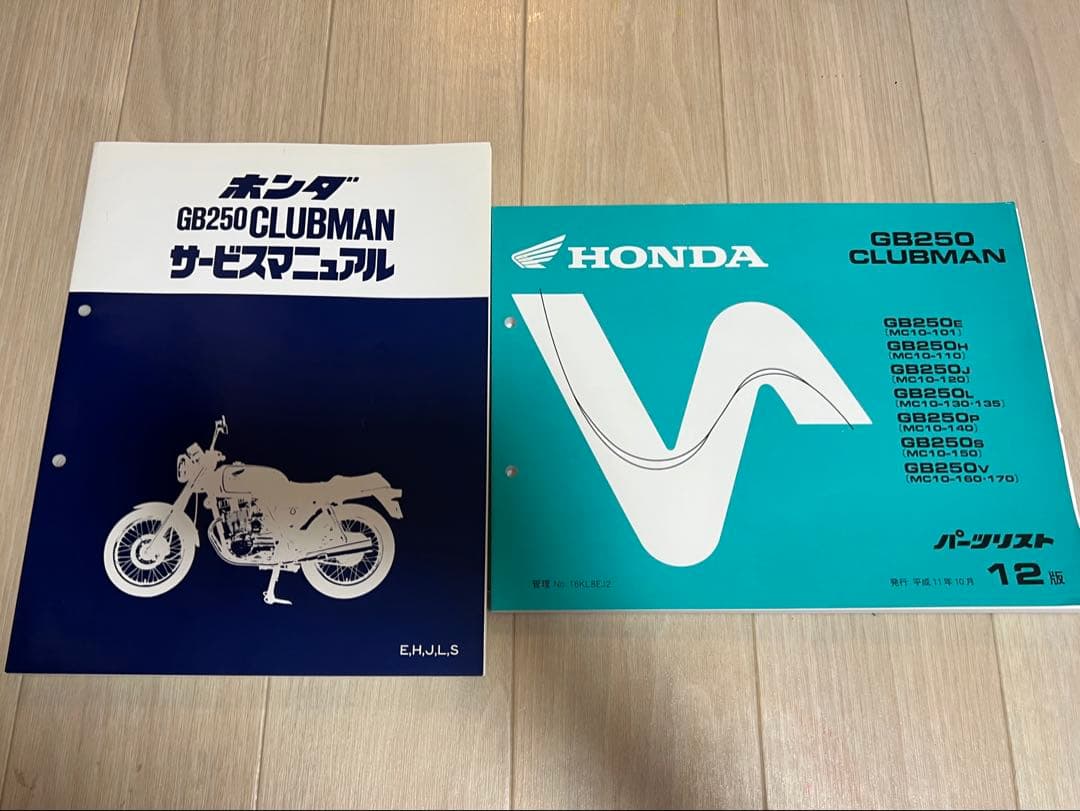 ホンダ
GB250 CLUBMAN
サービスマニュアル
E,H,J,L,S
HONDA
GB250
CLUBMAN
GB250E
(MC10-101)
GB250H
(MC10-110)
GB250J
(MC10-120)
GB250L
(MC10-130・135)
GB250P
(MC10-140)
GB250S
(MC10-150)
GB250V
(MC10-160・170)
パーツリスト
管理 No. 18KL8EJ2
発行 平成11年10月
12版